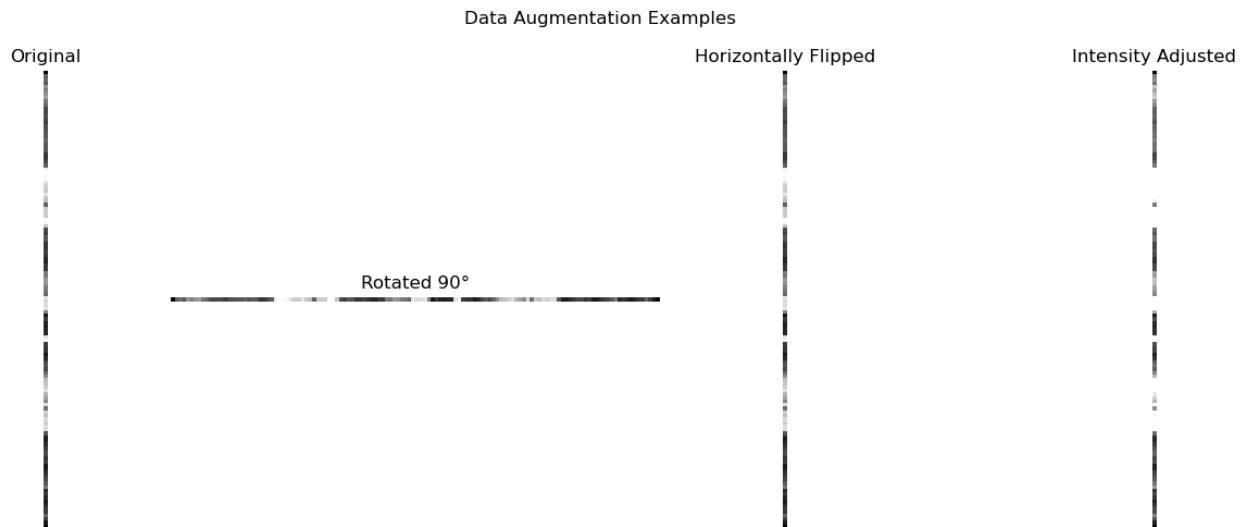 Data Augmentation Examples
Original
Horizontally Flipped
Intensity Adjusted
Rotated 90°